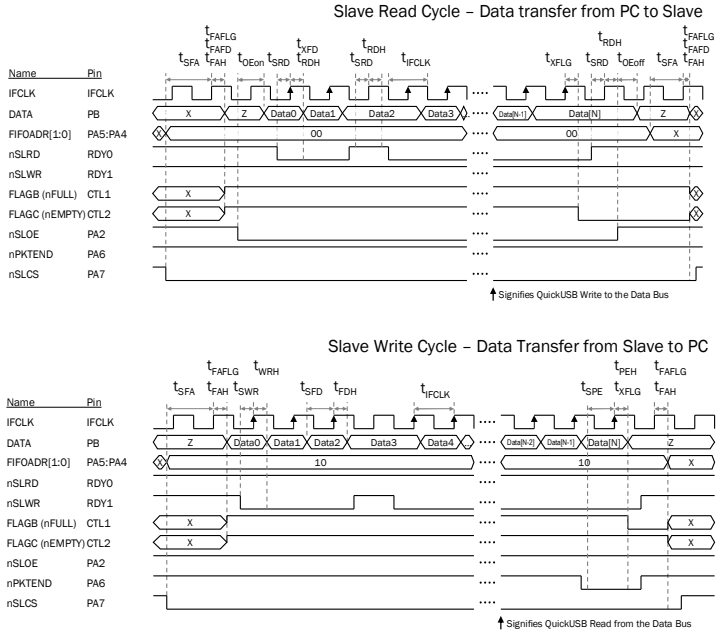 Slave Read Cycle – Data transfer from PC to Slave
tFAFLG tFAFLG
tFAFD tXFD tRDH tRDH tFAFD
tSFA tFAH tOEon tSRD tRDH tSRD tIFCLK tXFLG tSRD tOEoff tSFA tFAH
Name Pin
IFCLK IFCLK
DATA PB X Z Data0 Data1 Data2 Data3 ... Data[N-1] Data[N] Z X
FIFOADR[1:0] PA5:PA4 X 00 00 X
nSLRD RDY0
nSLWR RDY1
FLAGB (nFULL) CTL1 X X
FLAGC (nEMPTY) CTL2 X X
nSLOE PA2
nPKTEND PA6
nSLCS PA7
Signifies QuickUSB Write to the Data Bus
Slave Write Cycle – Data Transfer from Slave to PC
tFAFLG tWRH tPEH tFAFLG
tSFA tFAH tSWR tSFD tFDH tIFCLK tSPE tXFLG tFAH
Name Pin
IFCLK IFCLK
DATA PB Z Data0 Data1 Data2 Data3 Data4 ... Data[N-2] Data[N-1] Data[N] Z
FIFOADR[1:0] PA5:PA4 X 10 10 X
nSLRD RDY0
nSLWR RDY1
FLAGB (nFULL) CTL1 X X
FLAGC (nEMPTY) CTL2 X X
nSLOE PA2
nPKTEND PA6
nSLCS PA7
Signifies QuickUSB Read from the Data Bus